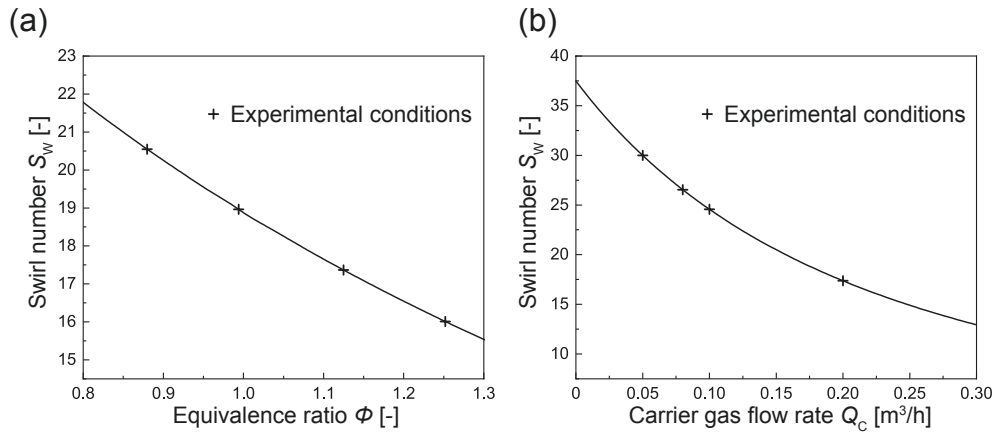 (a)
23
22
21
20
19
18
17
16
15
0.8 0.9 1.0 1.1 1.2 1.3
Swirl number S_W [-]
Equivalence ratio Φ [-]
+ Experimental conditions
(b)
40
35
30
25
20
15
10
0 0.05 0.10 0.15 0.20 0.25 0.30
Swirl number S_W [-]
Carrier gas flow rate Q_C [m³/h]
+ Experimental conditions